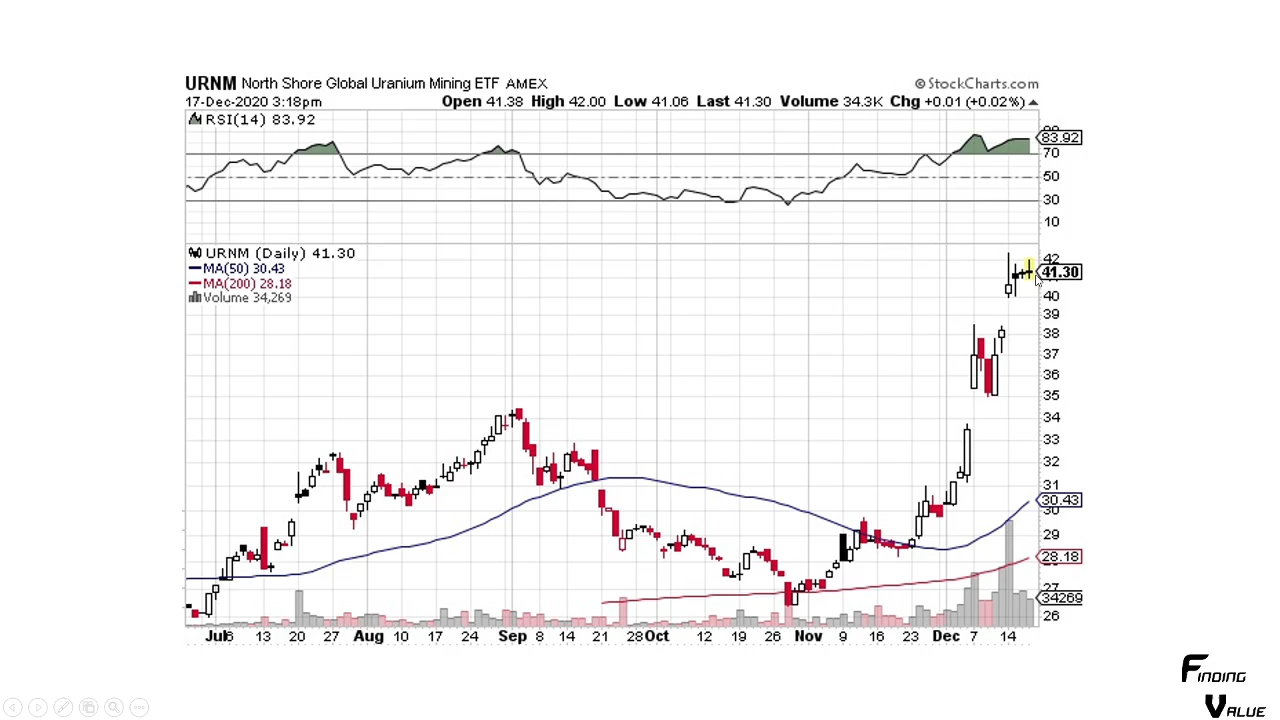 URNM North Shore Global Uranium Mining ETF AMEX
© StockCharts.com
17-Dec-2020 3:18pm
Open 41.38 High 42.00 Low 41.06 Last 41.30 Volume 34.3K Chg +0.01 (+0.02%)
RSI(14) 83.92
90
83.92
70
50
30
10
URNM (Daily) 41.30
MA(50) 30.43
MA(200) 28.18
Volume 34,269
42
41.30
40
39
38
37
36
35
34
33
32
31
30.43
30
29
28.18
27
34269
26
Jul 6 13 20 27 Aug 10 17 24 Sep 8 14 21 28 Oct 12 19 26 Nov 9 16 23 Dec 7 14
Finding
Value